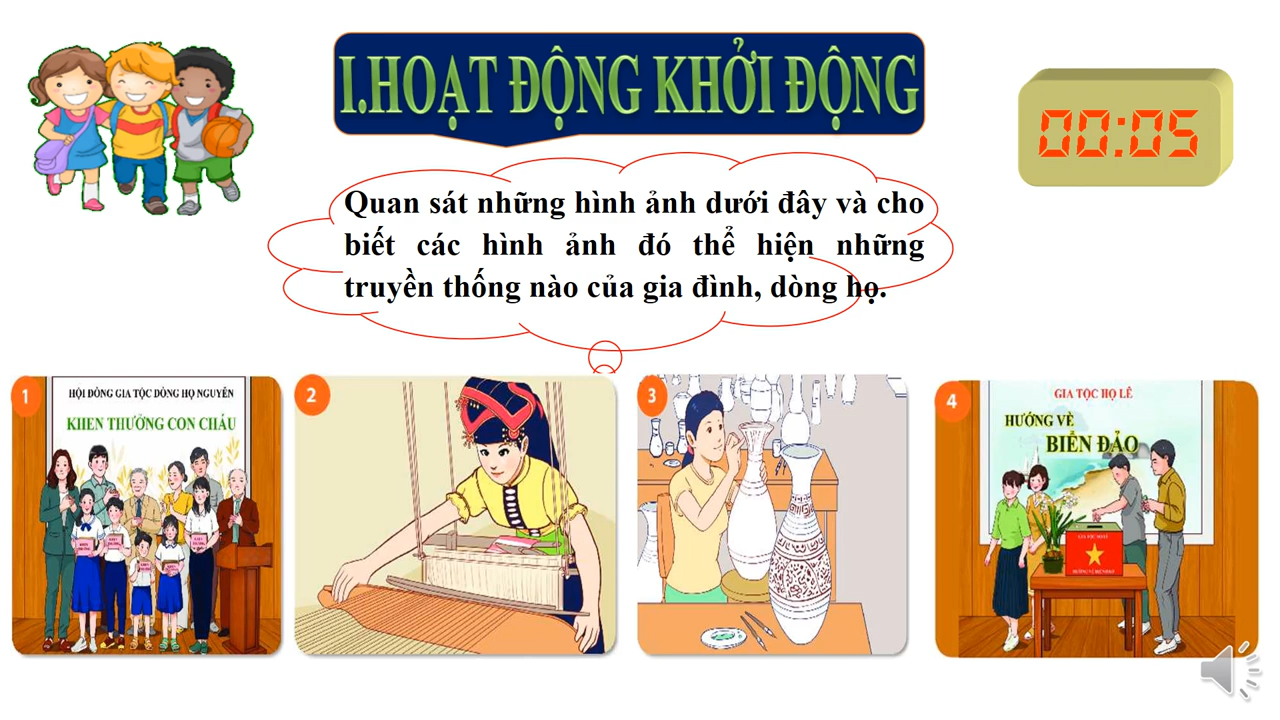 I.HOẠT ĐỘNG KHỞI ĐỘNG
00:05
Quan sát những hình ảnh dưới đây và cho
biết các hình ảnh đó thể hiện những
truyền thống nào của gia đình, dòng họ.
1
HỘI ĐỒNG GIA TỘC DÒNG HỌ NGUYỄN
KHEN THƯỞNG CON CHÁU
2
3
4
GIA TỘC HỌ LÊ
HƯỚNG VỀ
BIỂN ĐẢO